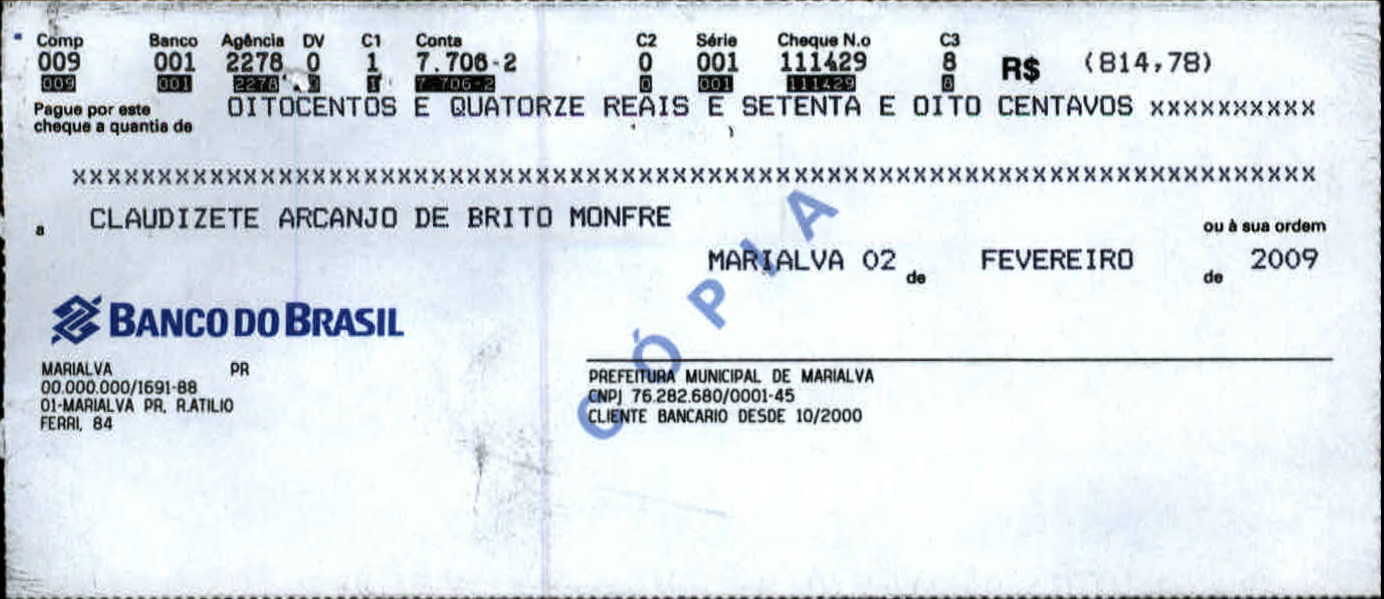 Comp Banco Agência DV C1 Conta C2 Série Cheque N.o C3
009 001 2278 0 1 7.706-2 0 001 111429 8 R$ (814,78)
009 001 2278 0 1 7.706-2 0 001 111429 8
Pague por este
cheque a quantia de OITOCENTOS E QUATORZE REAIS E SETENTA E OITO CENTAVOS xxxxxxxxxx
xxxxxxxxxxxxxxxxxxxxxxxxxxxxxxxxxxxxxxxxxxxxxxxxxxxxxxxxxxxxxxxxxxxxxxxxxxx
a CLAUDIZETE ARCANJO DE BRITO MONFRE ou à sua ordem
MARIALVA 02 de FEVEREIRO de 2009
CÓPIA
BANCO DO BRASIL
MARIALVA PR
00.000.000/1691-88
01-MARIALVA PR, R.ATILIO
FERRI, 84
PREFEITURA MUNICIPAL DE MARIALVA
CNPJ 76.282.680/0001-45
CLIENTE BANCARIO DESDE 10/2000